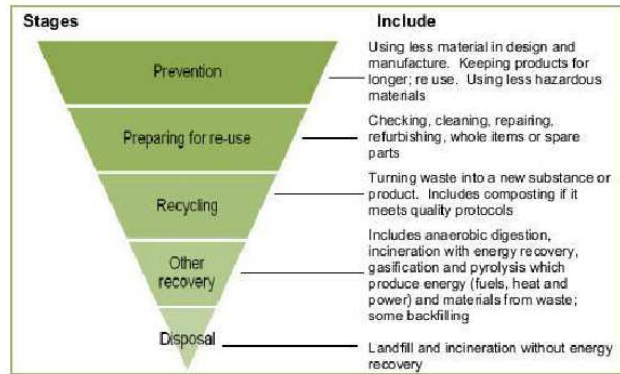 Stages
Include
Prevention
Using less material in design and
manufacture. Keeping products for
longer; re use. Using less hazardous
materials
Preparing for re-use
Checking, cleaning, repairing,
refurbishing, whole items or spare
parts
Recycling
Turning waste into a new substance or
product. Includes composting if it
meets quality protocols
Other
recovery
Includes anaerobic digestion,
incineration with energy recovery,
gasification and pyrolysis which
produce energy (fuels, heat and
power) and materials from waste;
some backfilling
Disposal
Landfill and incineration without energy
recovery